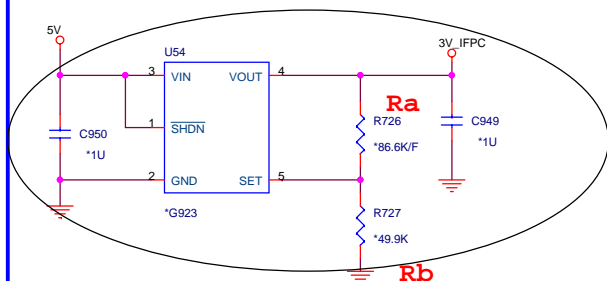 5V
U54
3V_IFPC
3 VIN VOUT 4
Ra
R726
*86.6K/F
C949
*1U
C950
*1U
1 SHDN
2 GND SET 5
R727
*49.9K
*G923
Rb